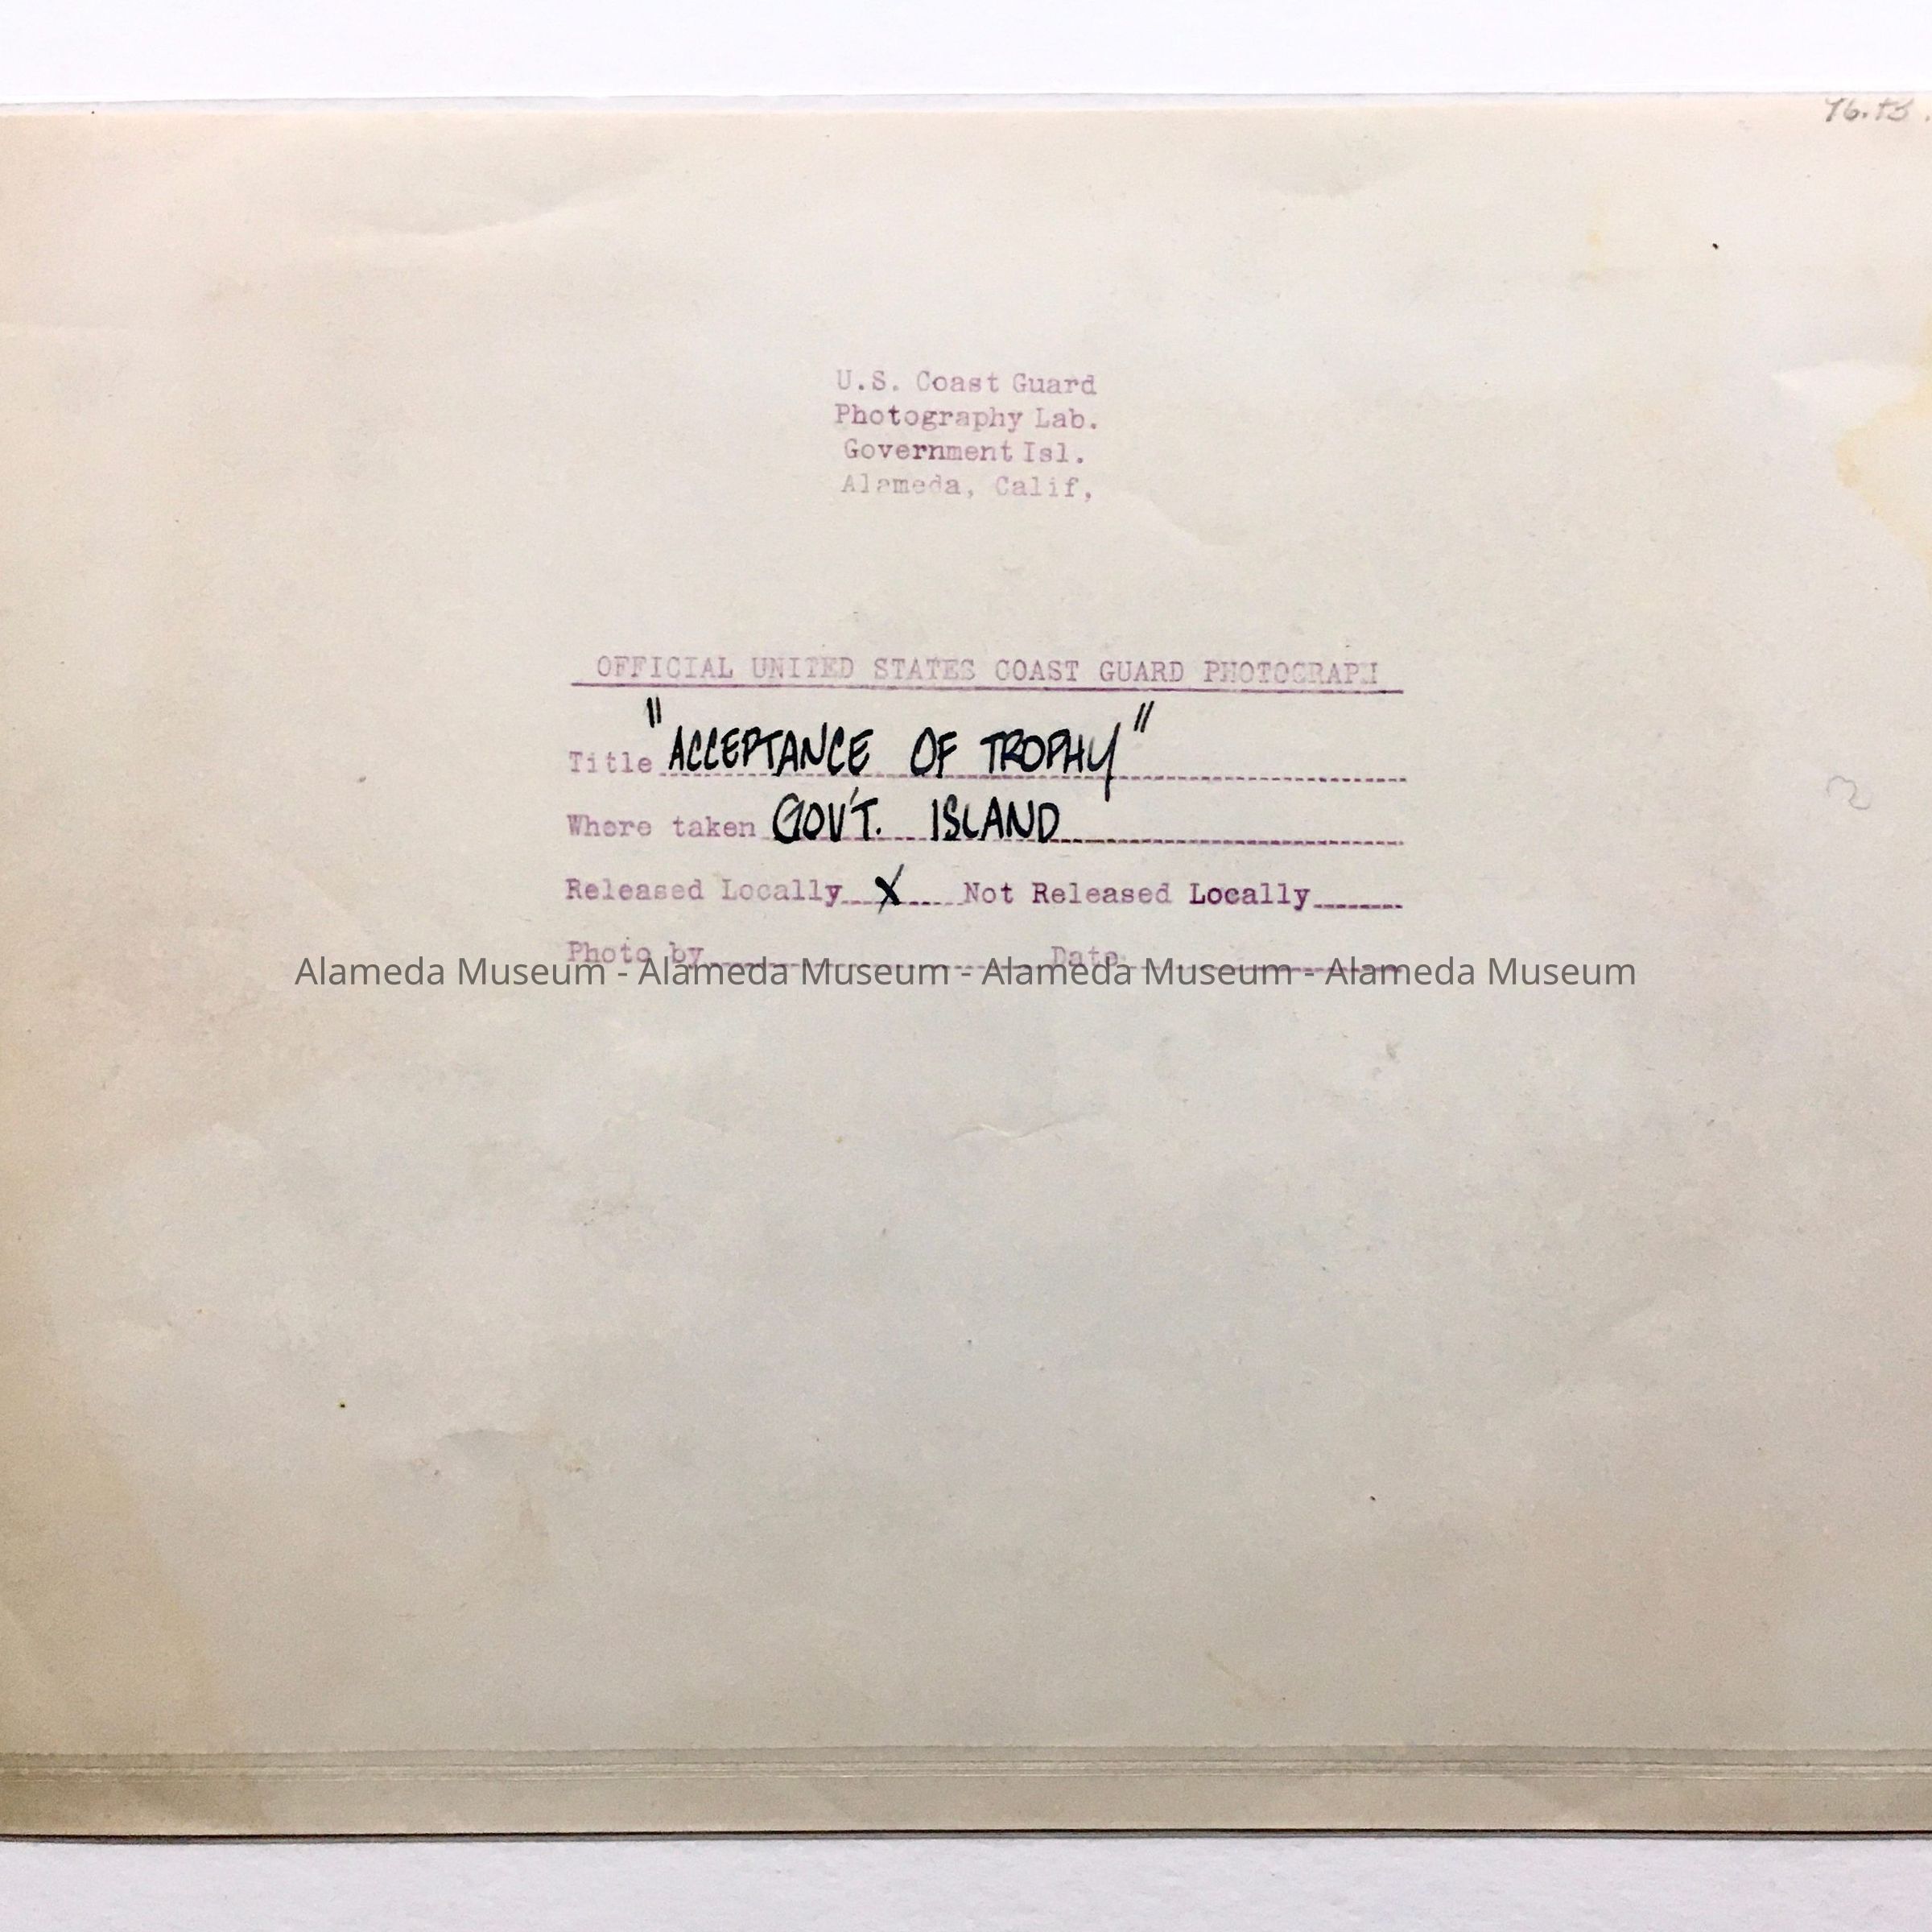 U.S. Coast Guard
Photography Lab.
Government Isl.
Alameda, Calif,
OFFICIAL UNITED STATES COAST GUARD PHOTOGRAPH
Title "ACCEPTANCE OF TROPHY"
Where taken GOV'T. ISLAND
Released Locally X Not Released Locally
Photo by Date
Alameda Museum - Alameda Museum - Alameda Museum - Alameda Museum